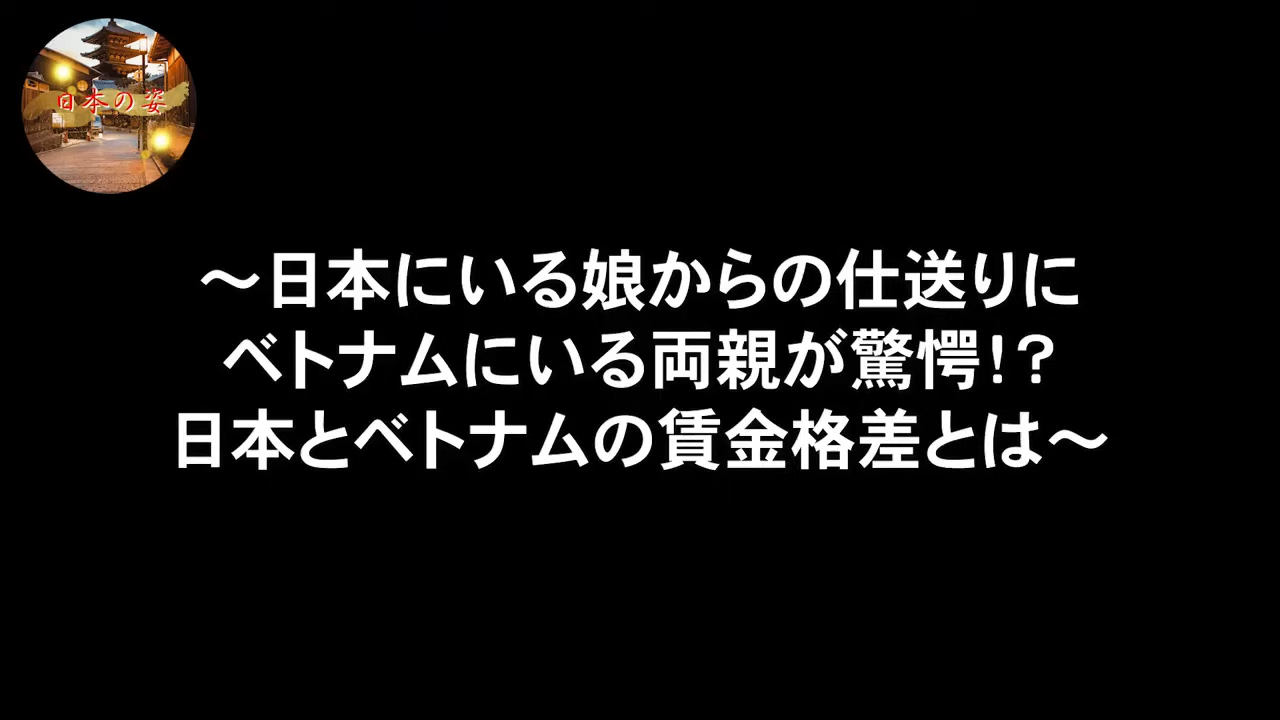 日本の姿
～日本にいる娘からの仕送りに
ベトナムにいる両親が驚愕！？
日本とベトナムの賃金格差とは～